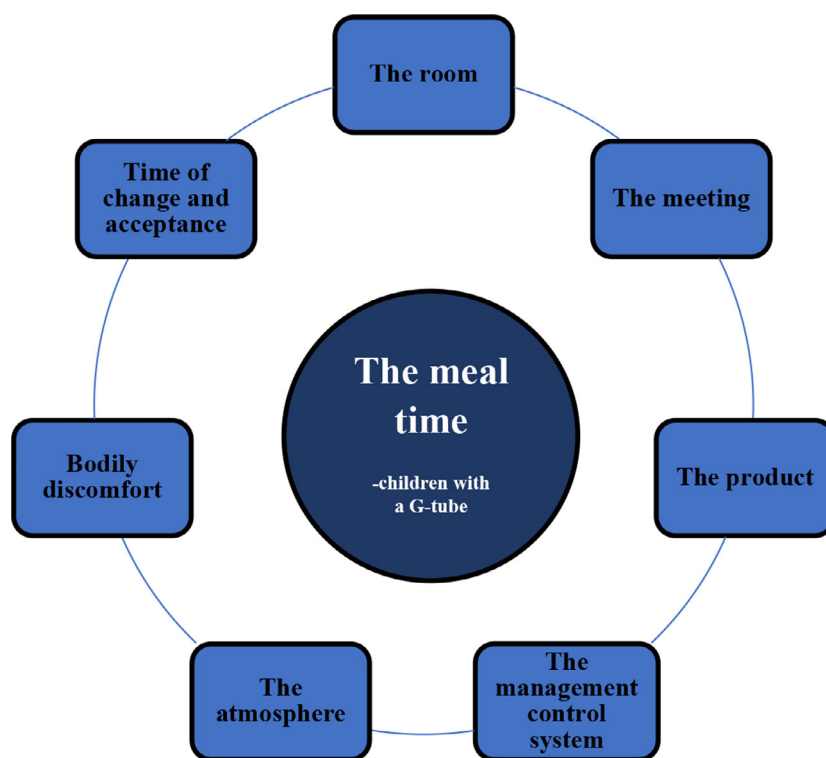 The room
The meeting
The product
The
management
control
system
The
atmosphere
Bodily
discomfort
Time of
change and
acceptance
The meal
time
-children with
a G-tube